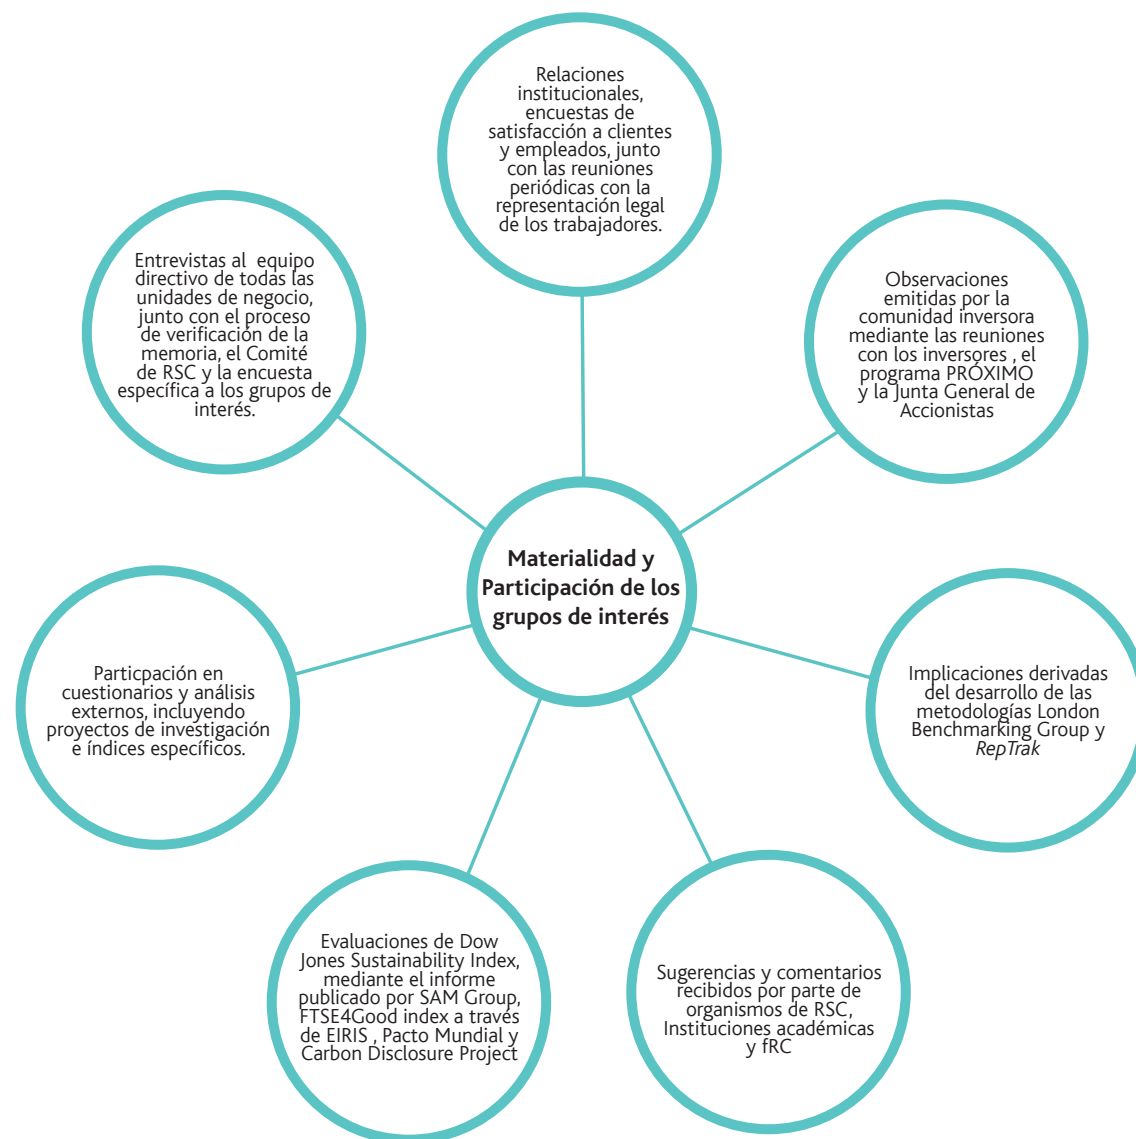 Relaciones
institucionales,
encuestas de
satisfacción a clientes
y empleados, junto
con las reuniones
periódicas con la
representación legal
de los trabajadores.
Entrevistas al equipo
directivo de todas las
unidades de negocio,
junto con el proceso
de verificación de la
memoria, el Comité
de RSC y la encuesta
específica a los grupos de
interés.
Observaciones
emitidas por la
comunidad inversora
mediante las reuniones
con los inversores , el
programa PRÓXIMO
y la Junta General de
Accionistas
Materialidad y
Participación de los
grupos de interés
Particpación en
cuestionarios y análisis
externos, incluyendo
proyectos de investigación
e índices específicos.
Implicaciones derivadas
del desarrollo de las
metodologías London
Benchmarking Group y
RepTrak
Evaluaciones de Dow
Jones Sustainability Index,
mediante el informe
publicado por SAM Group,
FTSE4Good index a través
de EIRIS , Pacto Mundial y
Carbon Disclosure Project
Sugerencias y comentarios
recibidos por parte de
organismos de RSC,
Instituciones académicas
y fRC